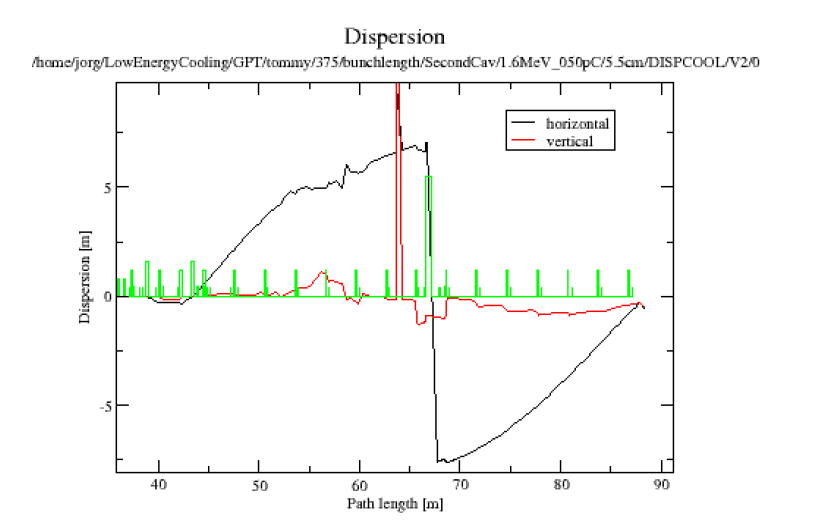 Dispersion
/home/jorg/LowEnergyCooling/GPT/tommy/375/bunchlength/SecondCav/1.6MeV_050pC/5.5cm/DISPCOOL/V2/0
horizontal
vertical
5
0
-5
Dispersion [m]
40 50 60 70 80 90
Path length [m]